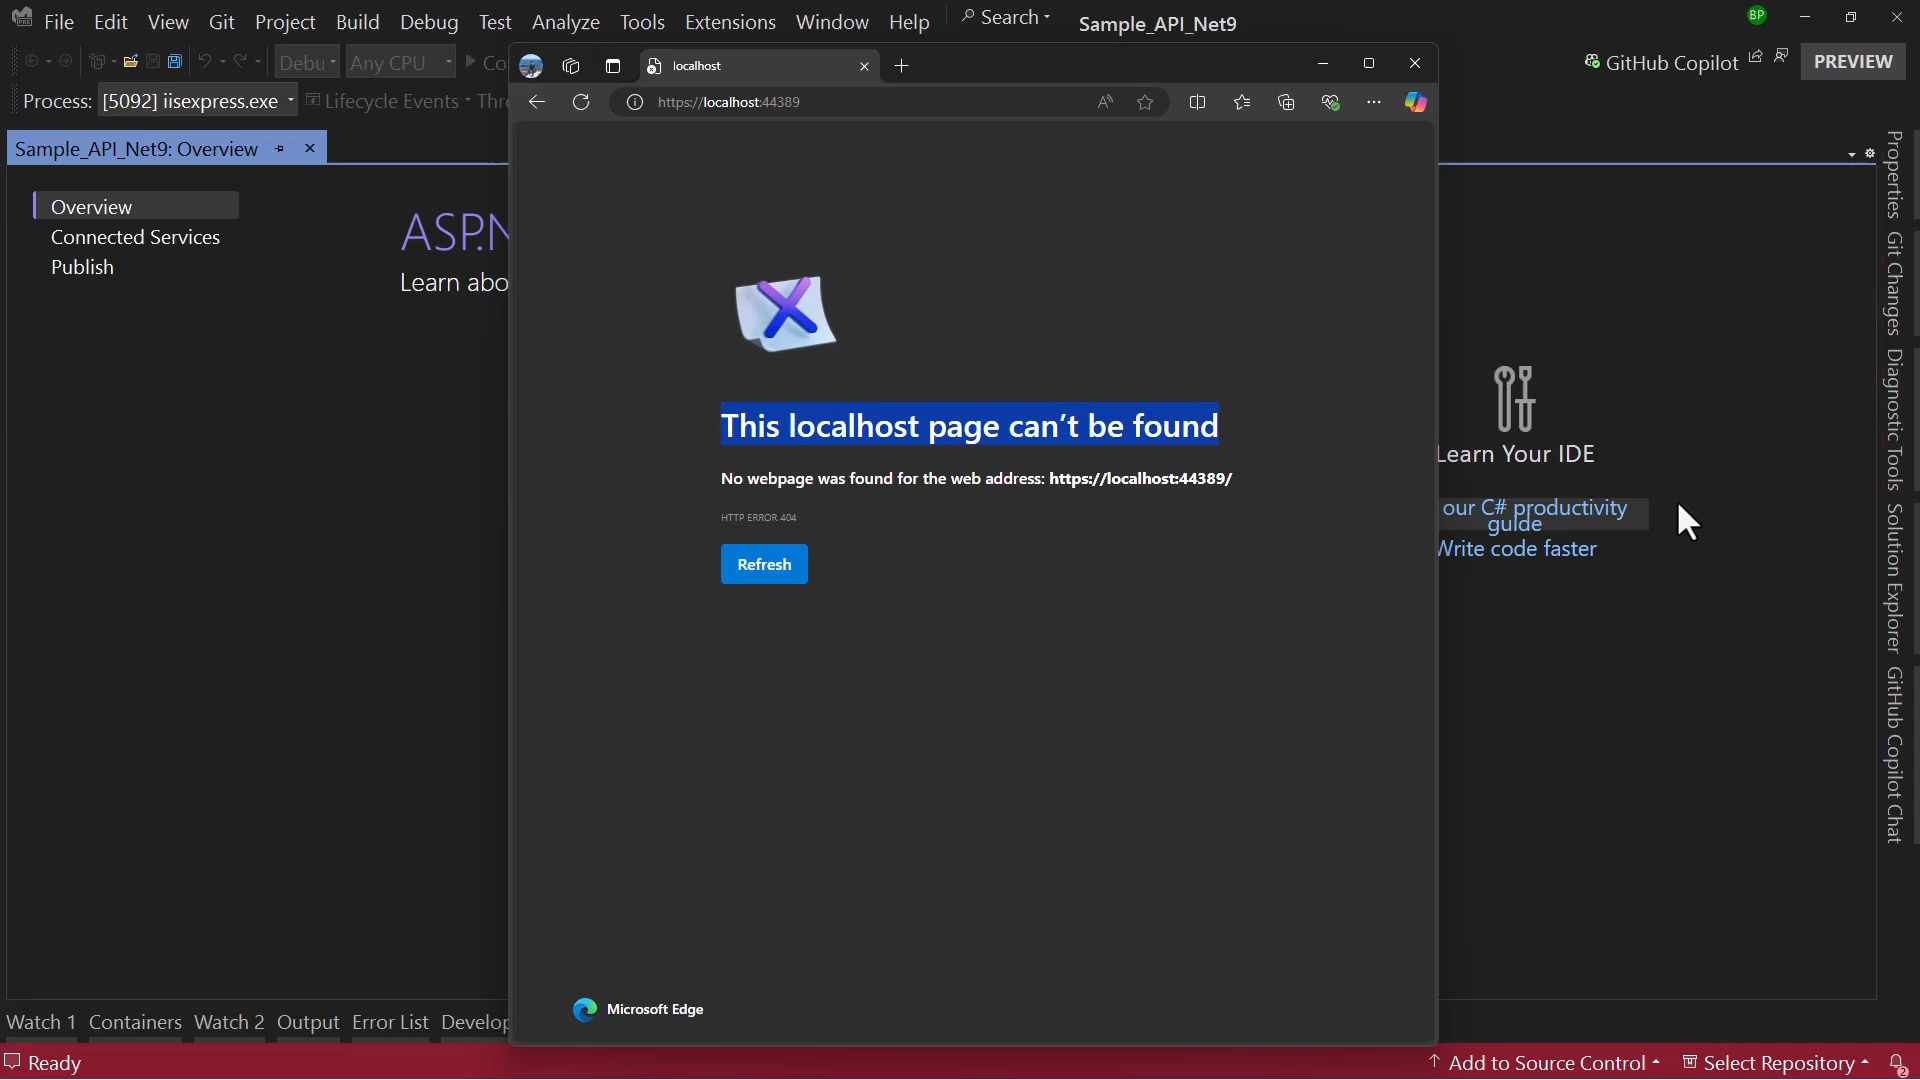 File Edit View Git Project Build Debug Test Analyze Tools Extensions Window Help Search Sample_API_Net9 BP
Debu Any CPU Co GitHub Copilot PREVIEW
Process: [5092] iisexpress.exe Lifecycle Events Thr
localhost
https://localhost:44389
Sample_API_Net9: Overview
Overview
Connected Services
Publish
ASP.N
Learn abo
This localhost page can’t be found
No webpage was found for the web address: https://localhost:44389/
HTTP ERROR 404
Refresh
Microsoft Edge
Learn Your IDE
our C# productivity
guide
Write code faster
Properties
Git Changes
Diagnostic Tools
Solution Explorer
GitHub Copilot Chat
Watch 1 Containers Watch 2 Output Error List Develop
Ready Add to Source Control Select Repository 2